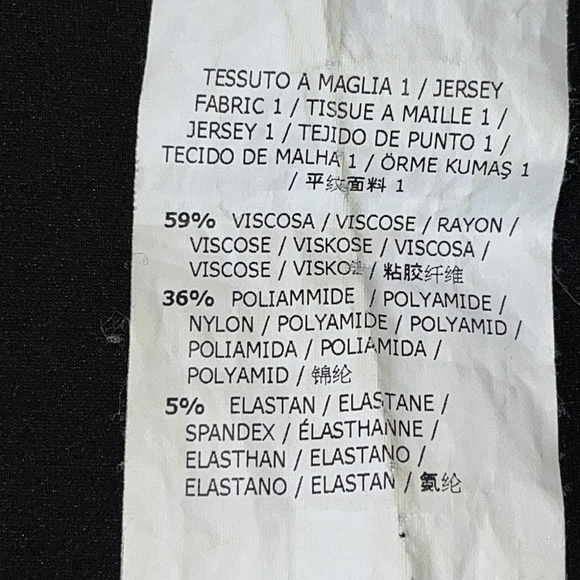 TESSUTO A MAGLIA 1 / JERSEY
FABRIC 1 / TISSUE A MAILLE 1 /
JERSEY 1 / TEJIDO DE PUNTO 1 /
TECIDO DE MALHA 1 / ÖRME KUMAŞ 1
/ 平纹面料 1
59% VISCOSA / VISCOSE / RAYON /
VISCOSE / VISKOSE / VISCOSA /
VISCOSE / VISKOZ / 粘胶纤维
36% POLIAMMIDE / POLYAMIDE /
NYLON / POLYAMIDE / POLYAMID /
POLIAMIDA / POLIAMIDA /
POLYAMID / 锦纶
5% ELASTAN / ELASTANE /
SPANDEX / ÉLASTHANNE /
ELASTHAN / ELASTANO /
ELASTANO / ELASTAN / 氨纶